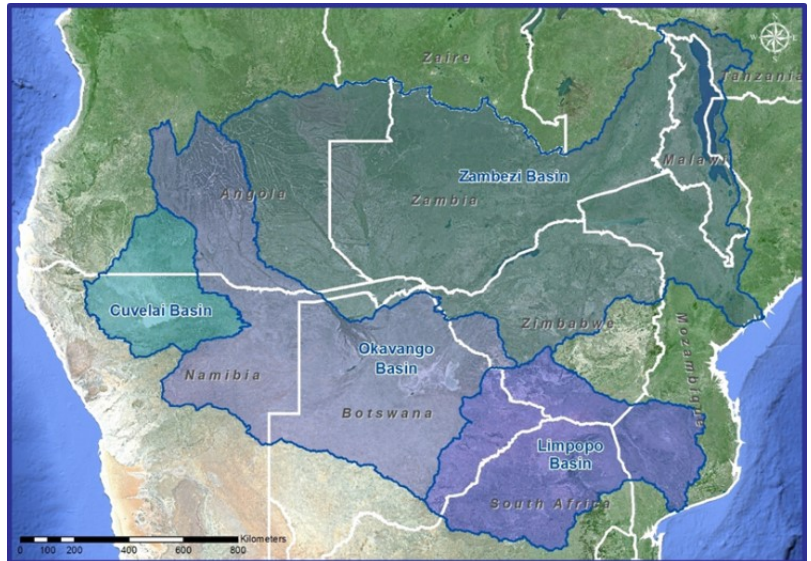 Zaire
Tanzania
N
W E
S
Malawi
Zambezi Basin
Angola
Zambia
Cuvelai Basin
Zimbabwe
Mozambique
Okavango
Basin
Namibia
Botswana
Limpopo
Basin
South Africa
Kilometers
0 100 200 400 600 800